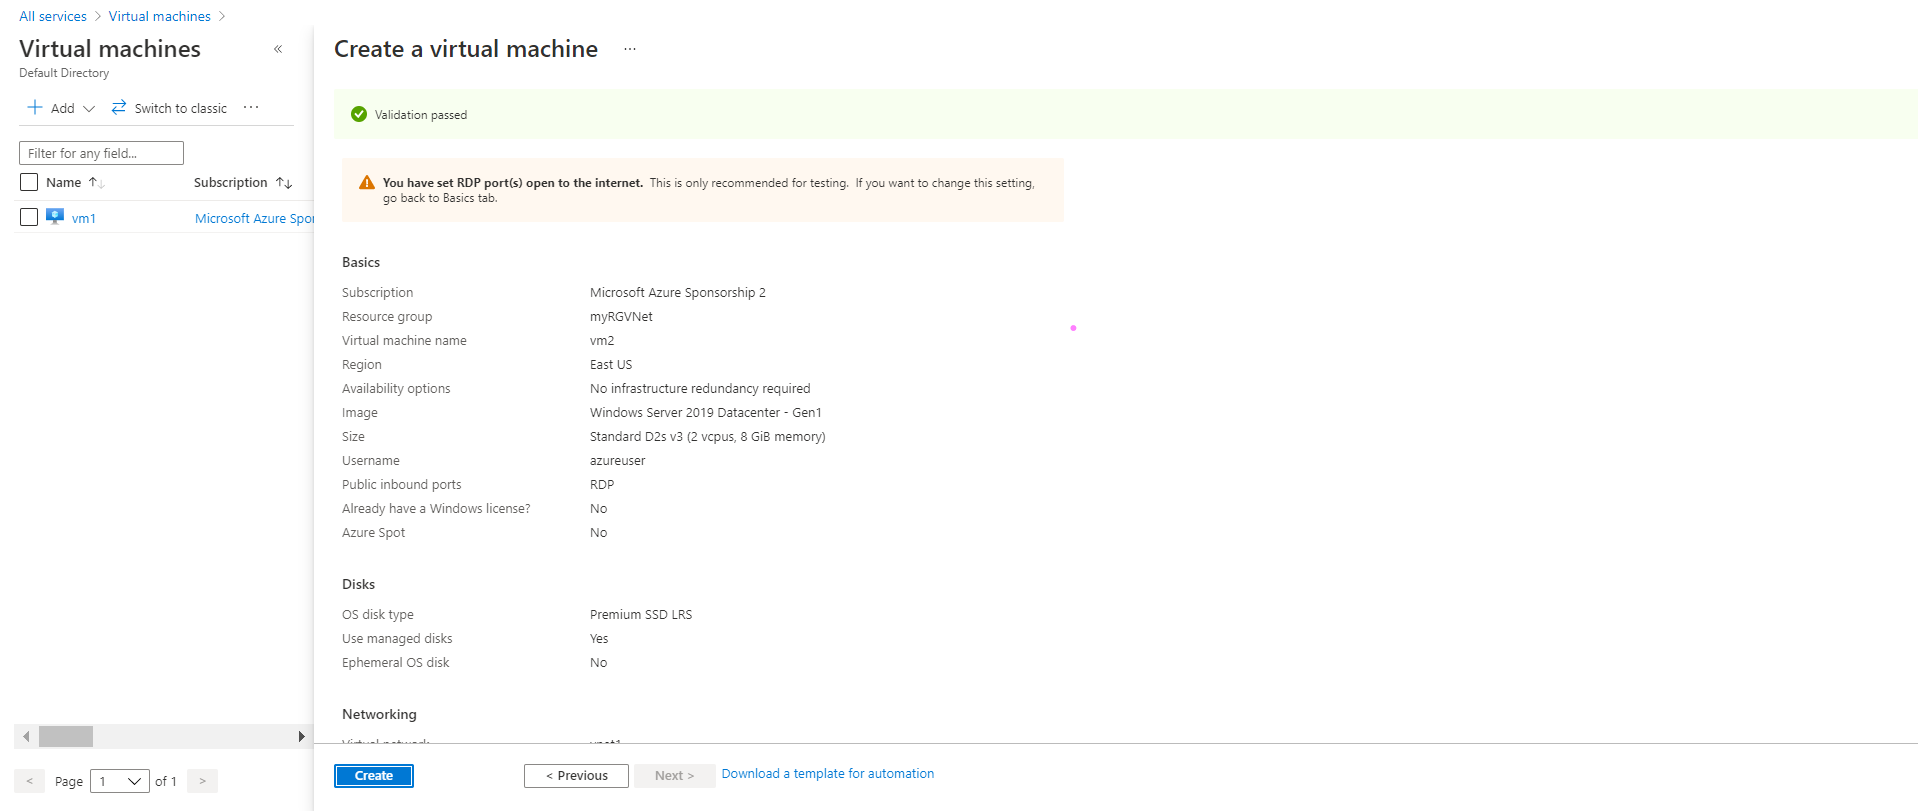 All services > Virtual machines >
Virtual machines «
Default Directory
+ Add Switch to classic ···
Filter for any field...
Name ↑↓ Subscription ↑↓
vm1 Microsoft Azure Spo
< Page 1 of 1 >
Create a virtual machine ···
Validation passed
You have set RDP port(s) open to the internet. This is only recommended for testing. If you want to change this setting,
go back to Basics tab.
Basics
Subscription Microsoft Azure Sponsorship 2
Resource group myRGVNet
Virtual machine name vm2
Region East US
Availability options No infrastructure redundancy required
Image Windows Server 2019 Datacenter - Gen1
Size Standard D2s v3 (2 vcpus, 8 GiB memory)
Username azureuser
Public inbound ports RDP
Already have a Windows license? No
Azure Spot No
Disks
OS disk type Premium SSD LRS
Use managed disks Yes
Ephemeral OS disk No
Networking
Virtual network vnet1
Create < Previous Next > Download a template for automation